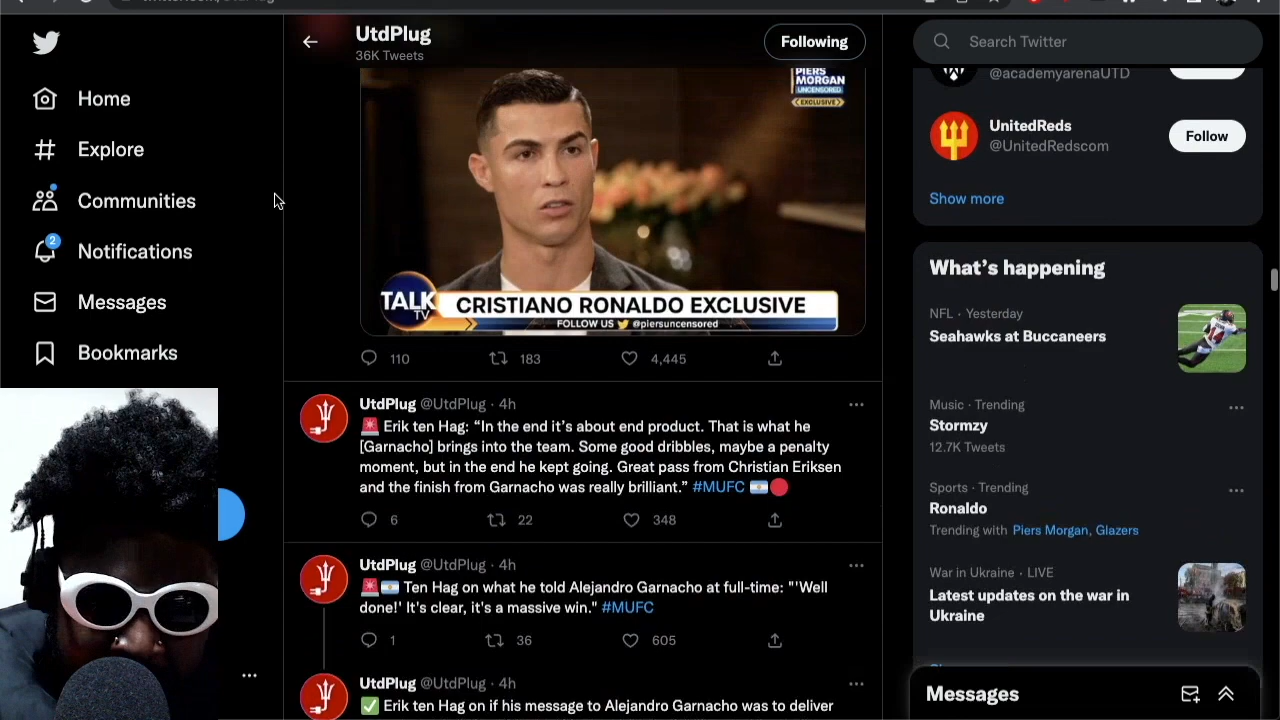 UtdPlug
36K Tweets
Following
Search Twitter
Home
Explore
Communities
2
Notifications
Messages
Bookmarks
PIERS
MORGAN
UNCENSORED
EXCLUSIVE
TALK
TV
CRISTIANO RONALDO EXCLUSIVE
FOLLOW US @piersuncensored
110 183 4,445
UtdPlug @UtdPlug · 4h
🚨 Erik ten Hag: “In the end it’s about end product. That is what he
[Garnacho] brings into the team. Some good dribbles, maybe a penalty
moment, but in the end he kept going. Great pass from Christian Eriksen
and the finish from Garnacho was really brilliant.” #MUFC 🇦🇷🔴
6 22 348
UtdPlug @UtdPlug · 4h
🚨🇦🇷 Ten Hag on what he told Alejandro Garnacho at full-time: "'Well
done!' It's clear, it's a massive win." #MUFC
1 36 605
UtdPlug @UtdPlug · 4h
✅ Erik ten Hag on if his message to Alejandro Garnacho was to deliver
@academyarenaUTD
UnitedReds
@UnitedRedscom
Follow
Show more
What’s happening
NFL · Yesterday
Seahawks at Buccaneers
Music · Trending
Stormzy
12.7K Tweets
Sports · Trending
Ronaldo
Trending with Piers Morgan, Glazers
War in Ukraine · LIVE
Latest updates on the war in
Ukraine
Messages